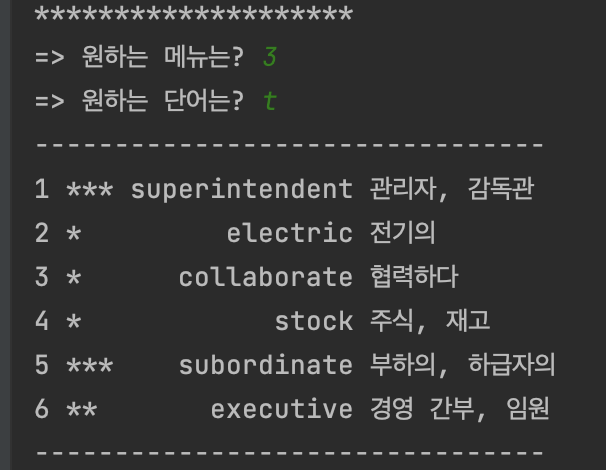 ********************
=> 원하는 메뉴는? 3
=> 원하는 단어는? t
--------------------------------
1 *** superintendent 관리자, 감독관
2 *         electric 전기의
3 *      collaborate 협력하다
4 *            stock 주식, 재고
5 ***    subordinate 부하의, 하급자의
6 **       executive 경영 간부, 임원
--------------------------------